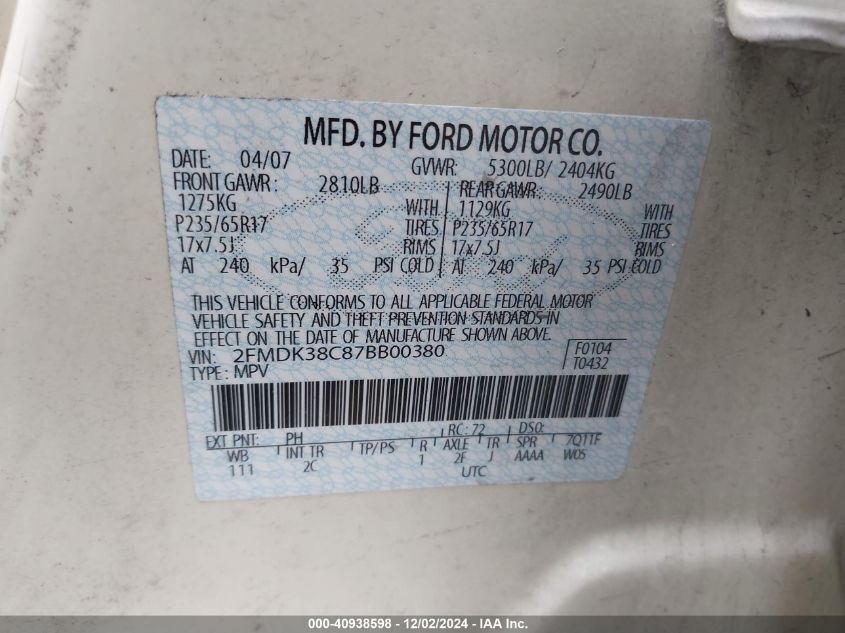 MFD. BY FORD MOTOR CO.
DATE: 04/07 GVWR: 5300LB/ 2404KG
FRONT GAWR: 2810LB REAR GAWR: 2490LB
1275KG WITH 1129KG WITH
P235/65R17 TIRES P235/65R17 TIRES
17x7.5J RIMS 17x7.5J RIMS
AT 240 kPa/ 35 PSI COLD AT 240 kPa/ 35 PSI COLD
THIS VEHICLE CONFORMS TO ALL APPLICABLE FEDERAL MOTOR
VEHICLE SAFETY AND THEFT PREVENTION STANDARDS IN
EFFECT ON THE DATE OF MANUFACTURE SHOWN ABOVE.
VIN: 2FMDK38C87BB00380 F0104
TYPE: MPV T0432
EXT PNT: PH RC: 72 DSO:
WB INT TR TP/PS R AXLE TR SPR 7Q11F
111 2C 1 2F J AAAA W05
UTC
000-40938598 - 12/02/2024 - IAA Inc.